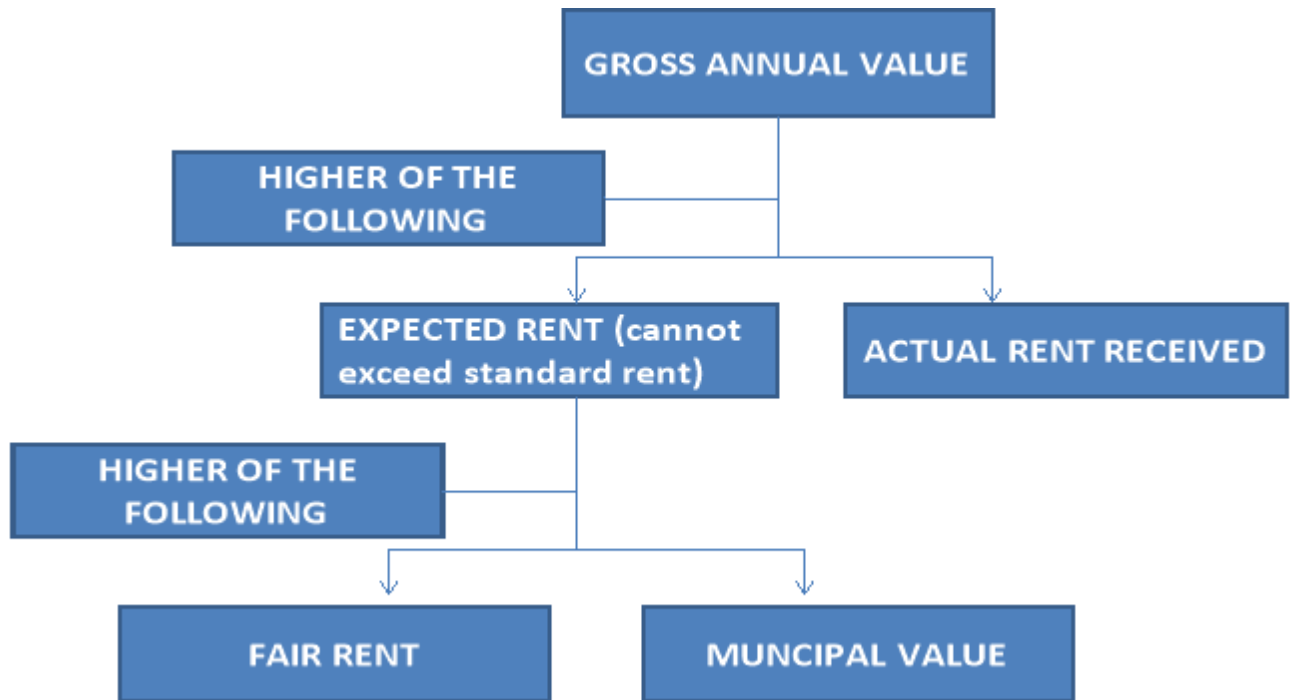 GROSS ANNUAL VALUE
HIGHER OF THE
FOLLOWING
EXPECTED RENT (cannot
exceed standard rent)
ACTUAL RENT RECEIVED
HIGHER OF THE
FOLLOWING
FAIR RENT
MUNCIPAL VALUE